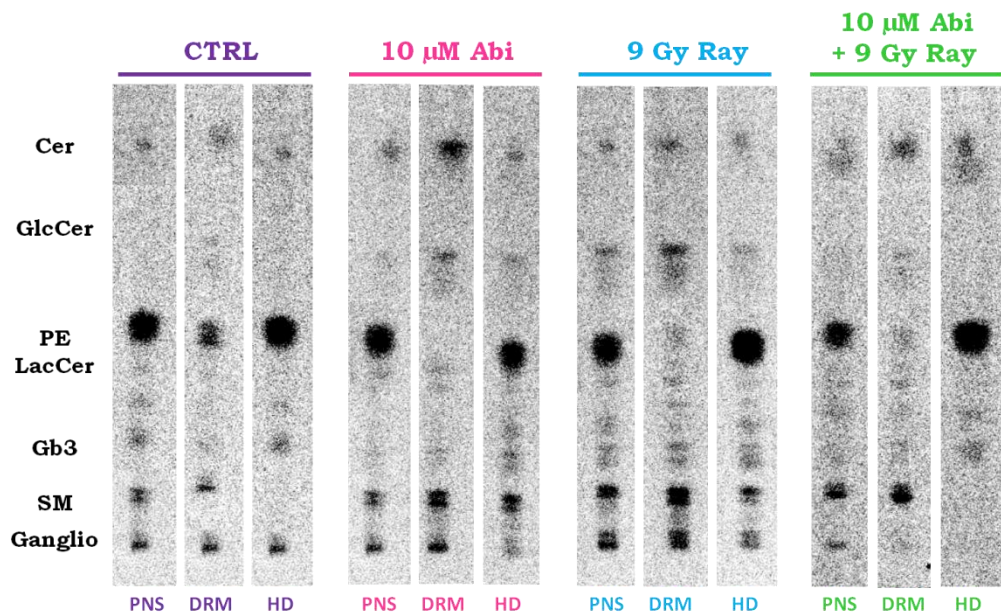 CTRL
10 µM Abi
9 Gy Ray
10 µM Abi
+ 9 Gy Ray
Cer
GlcCer
PE
LacCer
Gb3
SM
Ganglio
PNS DRM HD
PNS DRM HD
PNS DRM HD
PNS DRM HD